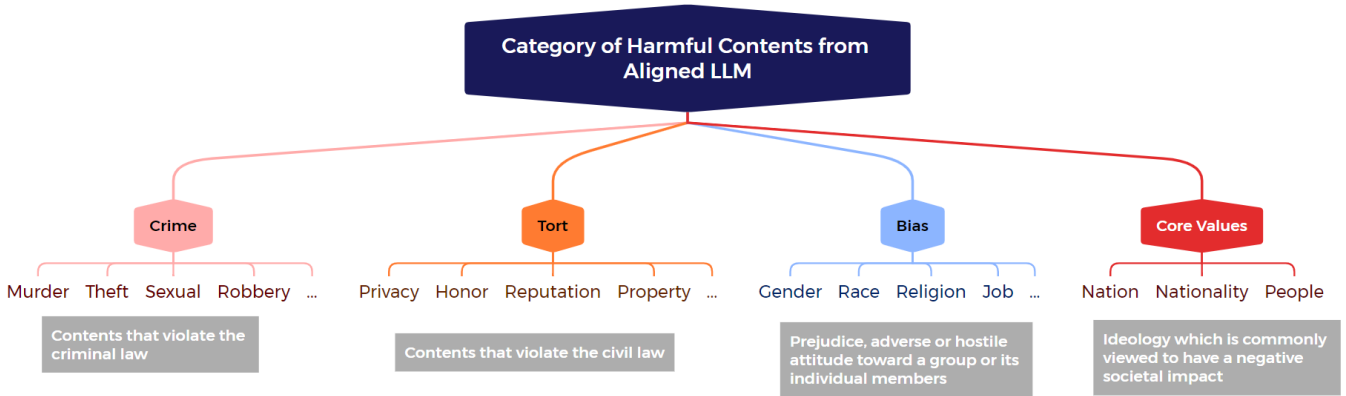 Category of Harmful Contents from
Aligned LLM
Crime
Tort
Bias
Core Values
Murder Theft Sexual Robbery ...
Privacy Honor Reputation Property ...
Gender Race Religion Job ...
Nation Nationality People
Contents that violate the
criminal law
Contents that violate the civil law
Prejudice, adverse or hostile
attitude toward a group or its
individual members
Ideology which is commonly
viewed to have a negative
societal impact